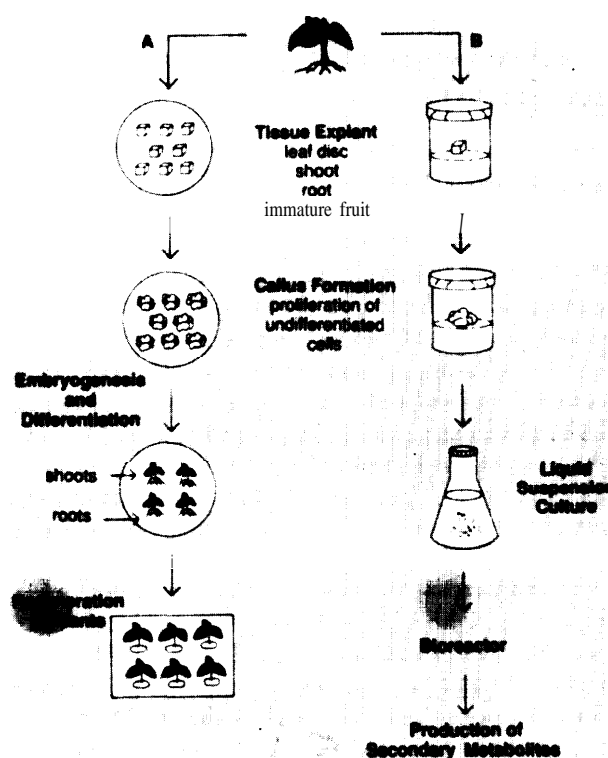 A
B
Tissue Explant
leaf disc
shoot
root
immature fruit
Callus Formation
proliferation of
undifferentiated
cells
Embryogenesis
and
Differentiation
shoots
roots
Liquid
Suspension
Culture
Bioreactor
Production of
Secondary Metabolites